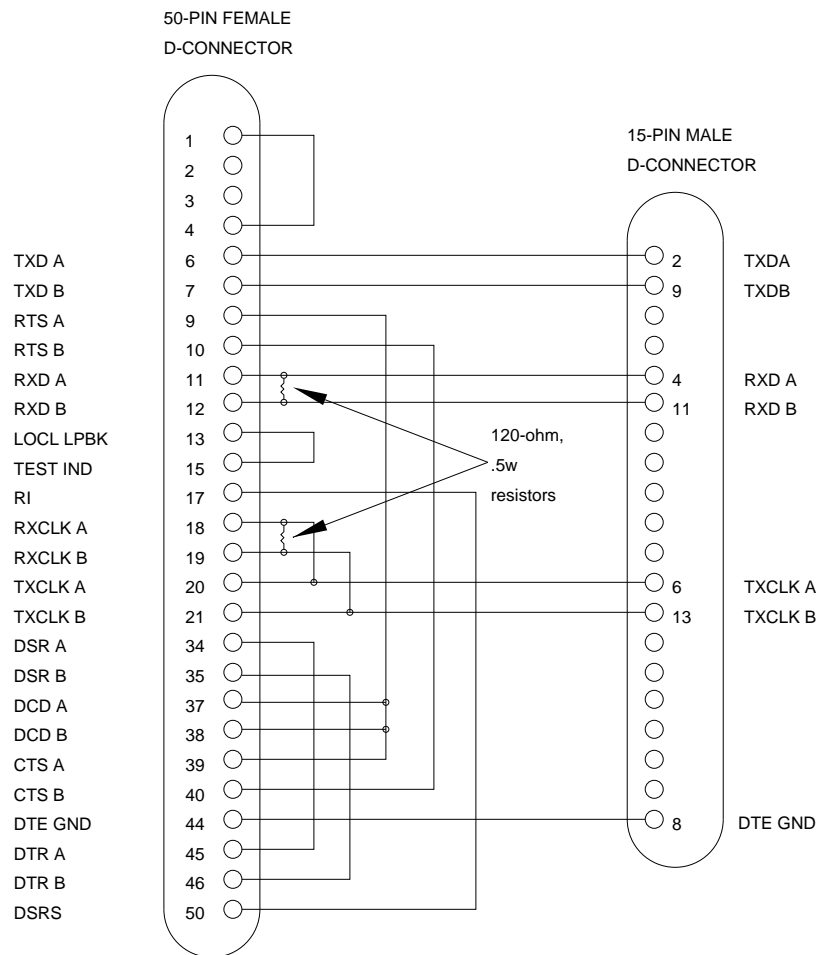 50-PIN FEMALE
D-CONNECTOR
15-PIN MALE
D-CONNECTOR
1
2
3
4
TXD A 6 2 TXDA
TXD B 7 9 TXDB
RTS A 9
RTS B 10
RXD A 11 4 RXD A
RXD B 12 11 RXD B
LOCL LPBK 13
TEST IND 15
RI 17
120-ohm,
.5w
resistors
RXCLK A 18
RXCLK B 19
TXCLK A 20 6 TXCLK A
TXCLK B 21 13 TXCLK B
DSR A 34
DSR B 35
DCD A 37
DCD B 38
CTS A 39
CTS B 40
DTE GND 44 8 DTE GND
DTR A 45
DTR B 46
DSRS 50